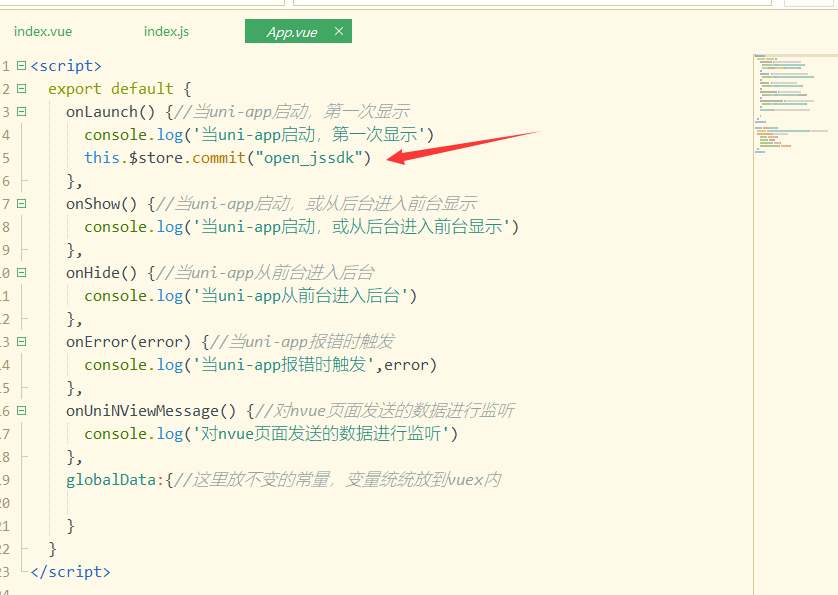 index.vue index.js App.vue ×
1 <script>
2 export default {
3 onLaunch() {//当uni-app启动，第一次显示
4 console.log('当uni-app启动，第一次显示')
5 this.$store.commit("open_jssdk")
6 },
7 onShow() {//当uni-app启动，或从后台进入前台显示
8 console.log('当uni-app启动，或从后台进入前台显示')
9 },
.0 onHide() {//当uni-app从前台进入后台
.1 console.log('当uni-app从前台进入后台')
.2 },
.3 onError(error) {//当uni-app报错时触发
.4 console.log('当uni-app报错时触发',error)
.5 },
.6 onUniNViewMessage() {//对nvue页面发送的数据进行监听
.7 console.log('对nvue页面发送的数据进行监听')
.8 },
.9 globalData:{//这里放不变的常量，变量统统放到vuex内
20
21 }
22 }
23 </script>